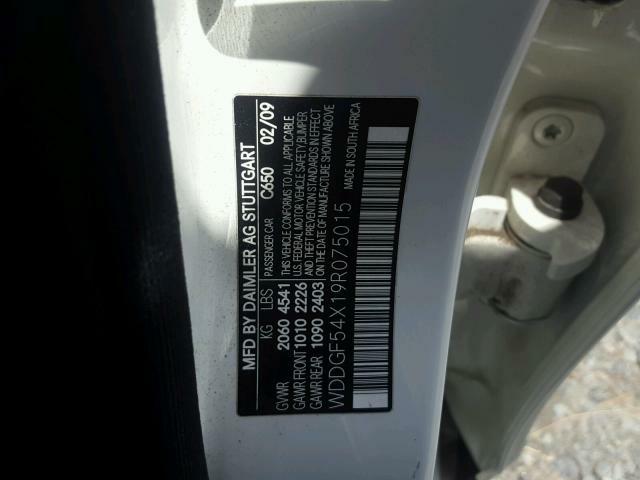 MFD BY DAIMLER AG STUTTGART
PASSENGER CAR C650 02/09
KG LBS
GVWR 2060 4541
GAWR FRONT 1010 2226
GAWR REAR 1090 2403
THIS VEHICLE CONFORMS TO ALL APPLICABLE
U.S. FEDERAL MOTOR VEHICLE SAFETY, BUMPER
AND THEFT PREVENTION STANDARDS IN EFFECT
ON THE DATE OF MANUFACTURE SHOWN ABOVE
WDDGF54X19R075015
MADE IN SOUTH AFRICA